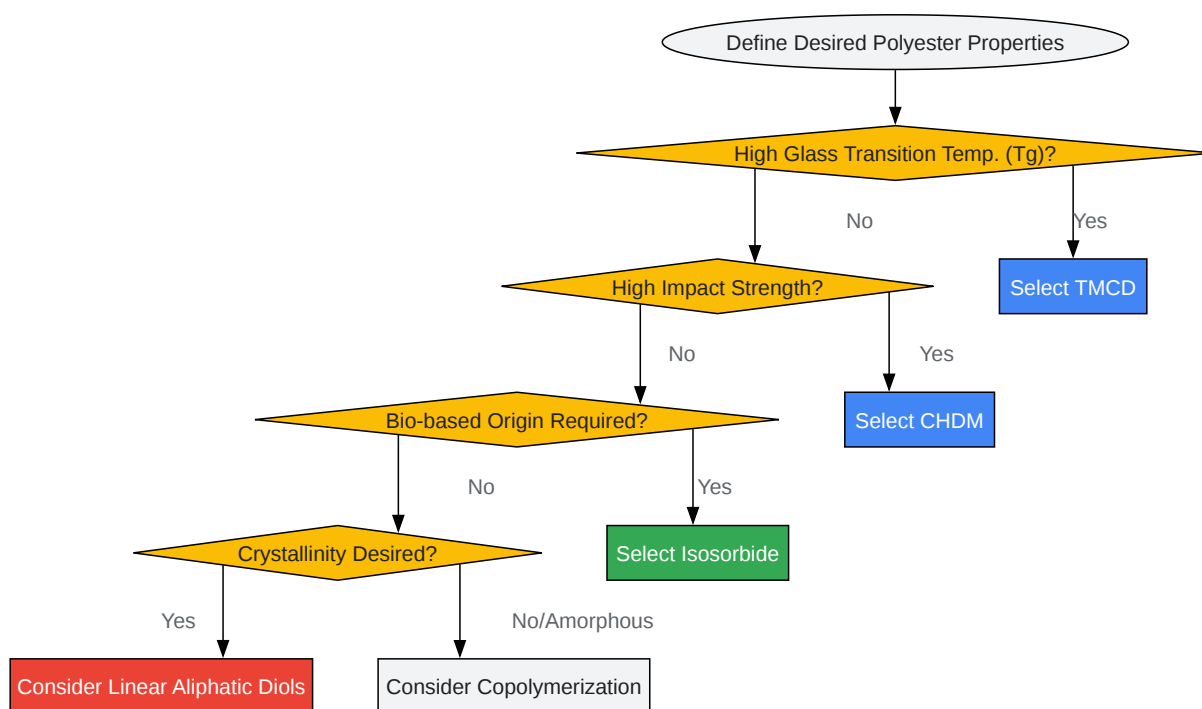 Define Desired Polyester Properties
High Glass Transition Temp. (Tg)?
No
Yes
High Impact Strength?
Select TMCD
No
Yes
Bio-based Origin Required?
Select CHDM
No
Yes
Crystallinity Desired?
Select Isosorbide
Yes
No/Amorphous
Consider Linear Aliphatic Diols
Consider Copolymerization